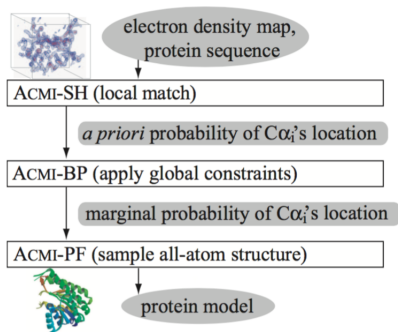 electron density map,
protein sequence
ACMI-SH (local match)
a priori probability of Cαᵢ's location
ACMI-BP (apply global constraints)
marginal probability of Cαᵢ's location
ACMI-PF (sample all-atom structure)
protein model